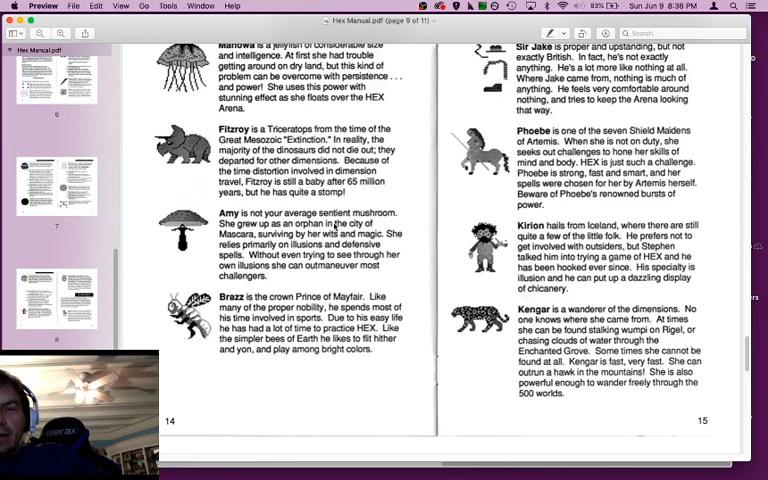 Preview File Edit View Go Tools Window Help 83% Sun Jun 9 8:36 PM
Hex Manual.pdf (page 9 of 11)
Search
Hex Manual.pdf
6
7
8
merax
Manowa is a jellyfish of considerable size
and intelligence. At first she had trouble
getting around on dry land, but this kind of
problem can be overcome with persistence . . .
and power! She uses this power with
stunning effect as she floats over the HEX
Arena.
Fitzroy is a Triceratops from the time of the
Great Mesozoic "Extinction." In reality, the
majority of the dinosaurs did not die out; they
departed for other dimensions. Because of
the time distortion involved in dimension
travel, Fitzroy is still a baby after 65 million
years, but he has quite a stomp!
Amy is not your average sentient mushroom.
She grew up as an orphan in the city of
Mascara, surviving by her wits and magic. She
relies primarily on illusions and defensive
spells. Without even trying to see through her
own illusions she can outmaneuver most
challengers.
Brazz is the crown Prince of Mayfair. Like
many of the proper nobility, he spends most of
his time involved in sports. Due to his easy life
he has had a lot of time to practice HEX. Like
the simpler bees of Earth he likes to flit hither
and yon, and play among bright colors.
14
Sir Jake is proper and upstanding, but not
exactly British. In fact, he's not exactly
anything. He's a lot more like nothing at all.
Where Jake came from, nothing is much of
anything. He feels very comfortable around
nothing, and tries to keep the Arena looking
that way.
Phoebe is one of the seven Shield Maidens
of Artemis. When she is not on duty, she
seeks out challenges to hone her skills of
mind and body. HEX is just such a challenge.
Phoebe is strong, fast and smart, and her
spells were chosen for her by Artemis herself.
Beware of Phoebe's renowned bursts of
power.
Kirion hails from Iceland, where there are still
quite a few of the little folk. He prefers not to
get involved with outsiders, but Stephen
talked him into trying a game of HEX and he
has been hooked ever since. His specialty is
illusion and he can put up a dazzling display
of chicanery.
Kengar is a wanderer of the dimensions. No
one knows where she came from. At times
she can be found stalking wumpi on Rigel, or
chasing clouds of water through the
Enchanted Grove. Some times she cannot be
found at all. Kengar is fast, very fast. She can
outrun a hawk in the mountains! She is also
powerful enough to wander freely through the
500 worlds.
15